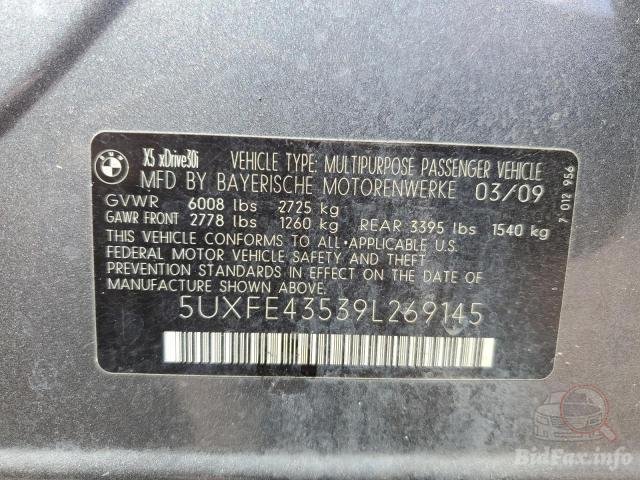 BMW
X5 xDrive30i VEHICLE TYPE: MULTIPURPOSE PASSENGER VEHICLE
MFD BY BAYERISCHE MOTORENWERKE 03/09
GVWR 6008 lbs 2725 kg
GAWR FRONT 2778 lbs 1260 kg REAR 3395 lbs 1540 kg
THIS VEHICLE CONFORMS TO ALL•APPLICABLE U.S.
FEDERAL MOTOR VEHICLE SAFETY AND THEFT
PREVENTION STANDARDS IN EFFECT ON THE DATE
OF MANUFACTURE SHOWN ABOVE.
5UXFE43539L269145
7 012 956
BidFax.info